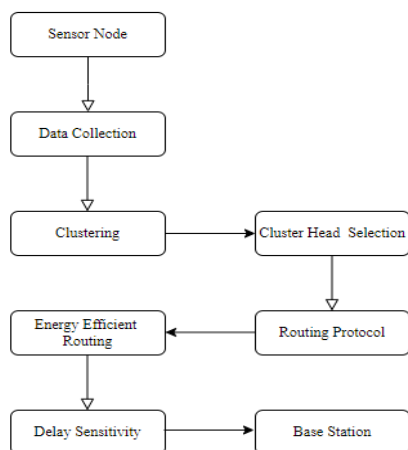 Sensor Node
Data Collection
Clustering
Cluster Head Selection
Energy Efficient
Routing
Routing Protocol
Delay Sensitivity
Base Station